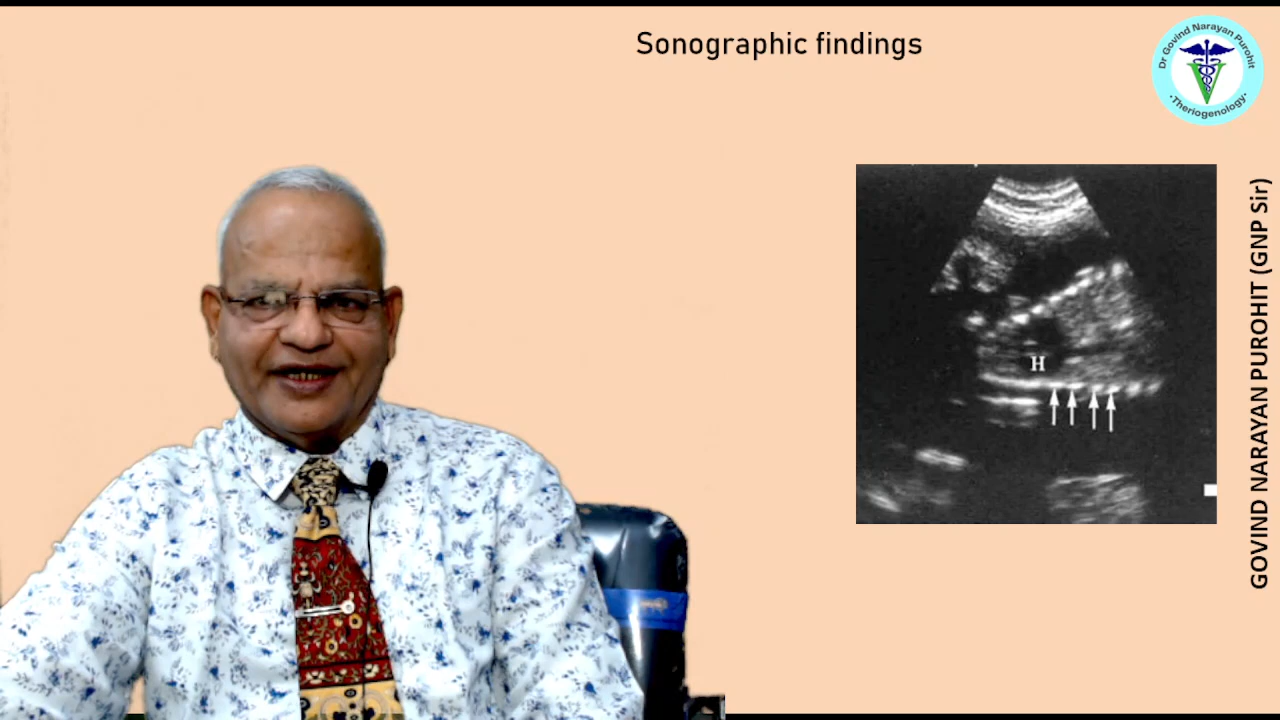 Sonographic findings
Dr Govind Narayan Purohit
•Theriogenology•
H
GOVIND NARAYAN PUROHIT (GNP Sir)